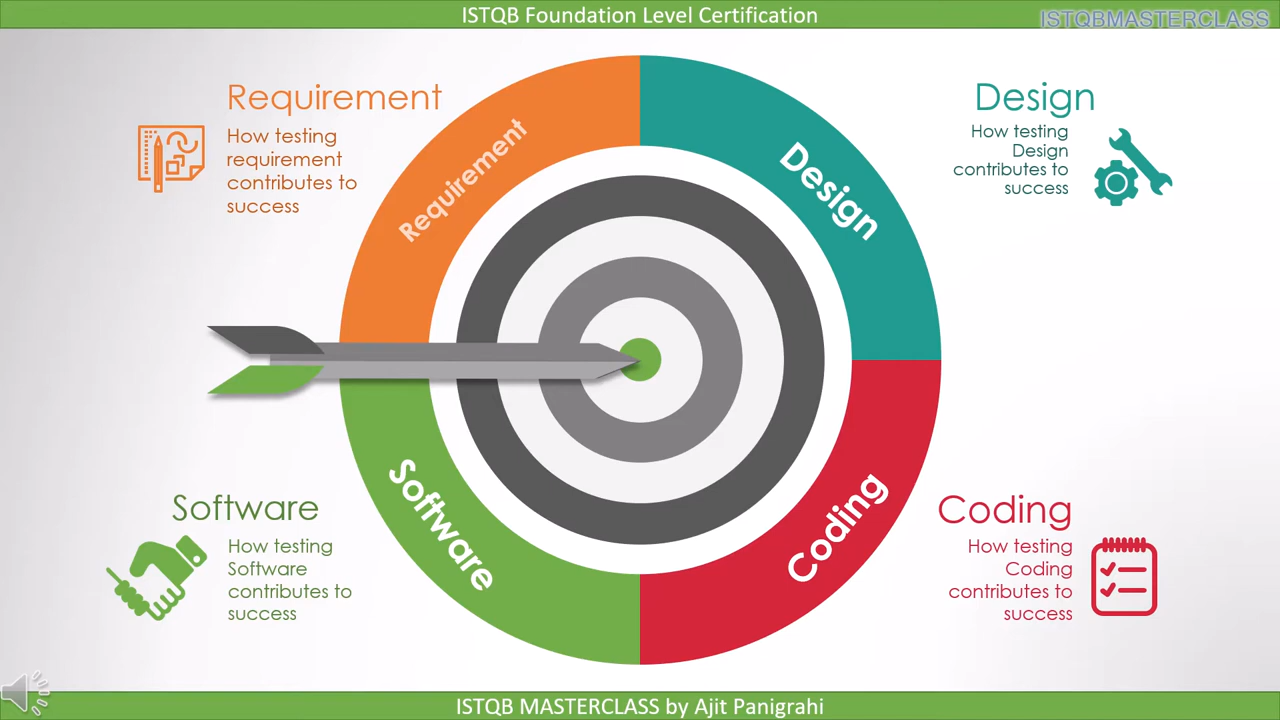 ISTQB Foundation Level Certification
ISTQBMASTERCLASS
Requirement
How testing
requirement
contributes to
success
Requirement
Design
Design
How testing
Design
contributes to
success
Software
How testing
Software
contributes to
success
Software
Coding
Coding
How testing
Coding
contributes to
success
ISTQB MASTERCLASS by Ajit Panigrahi